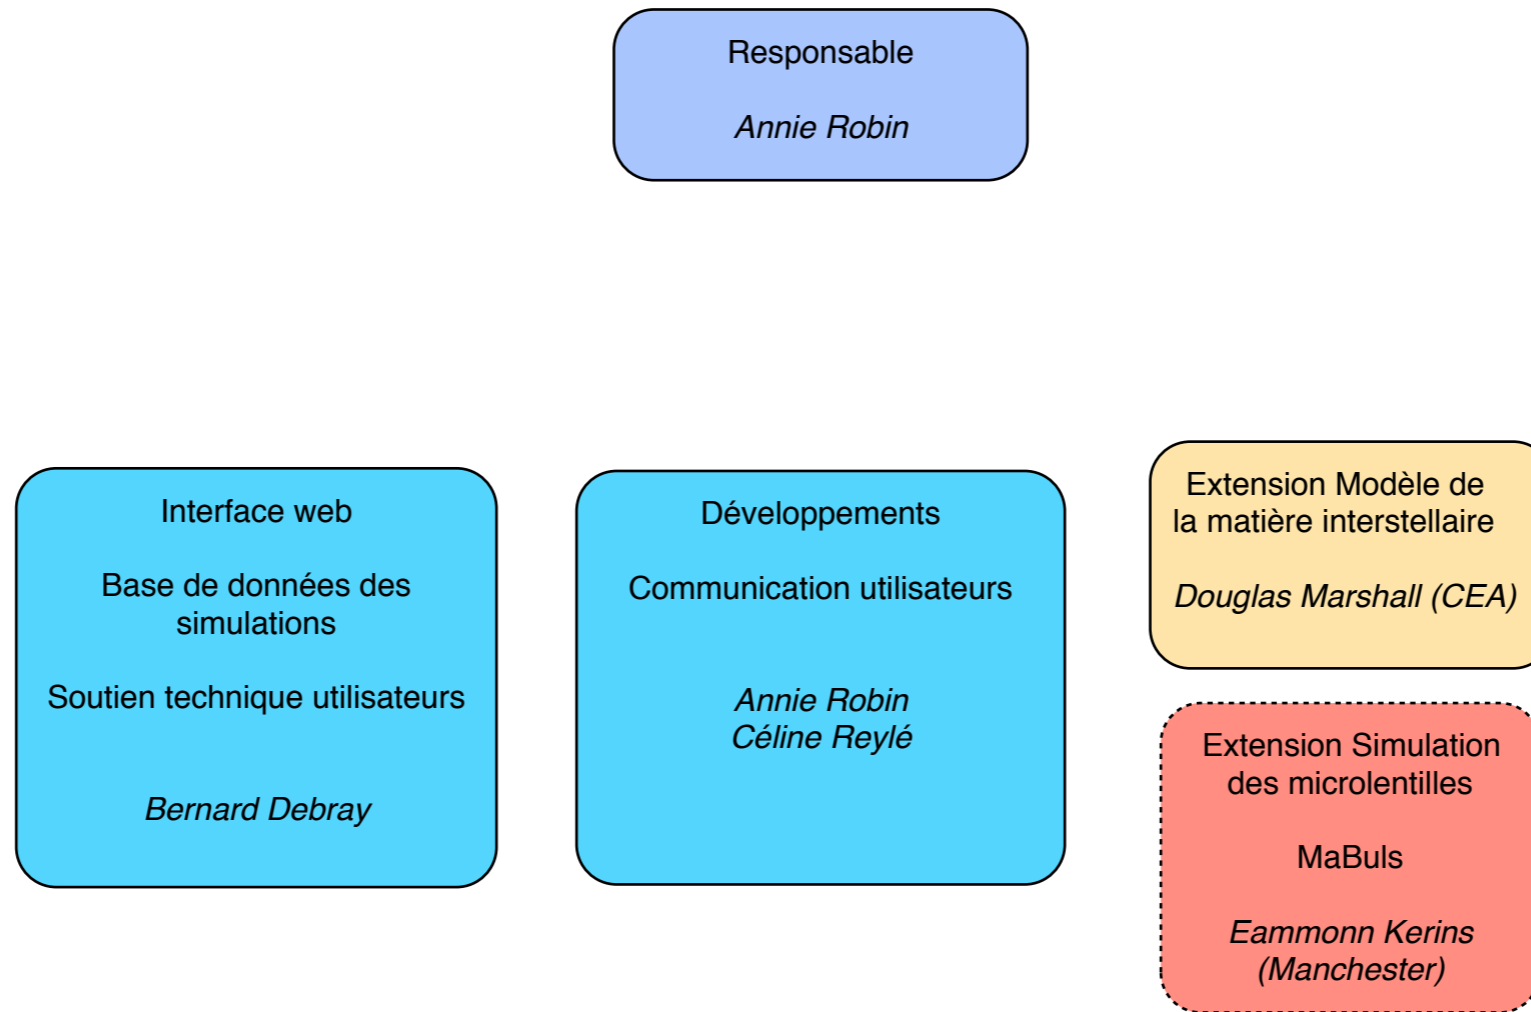 Responsable
Annie Robin
Interface web
Base de données des
simulations
Soutien technique utilisateurs
Bernard Debray
Développements
Communication utilisateurs
Annie Robin
Céline Reylé
Extension Modèle de
la matière interstellaire
Douglas Marshall (CEA)
Extension Simulation
des microlentilles
MaBuls
Eammonn Kerins
(Manchester)